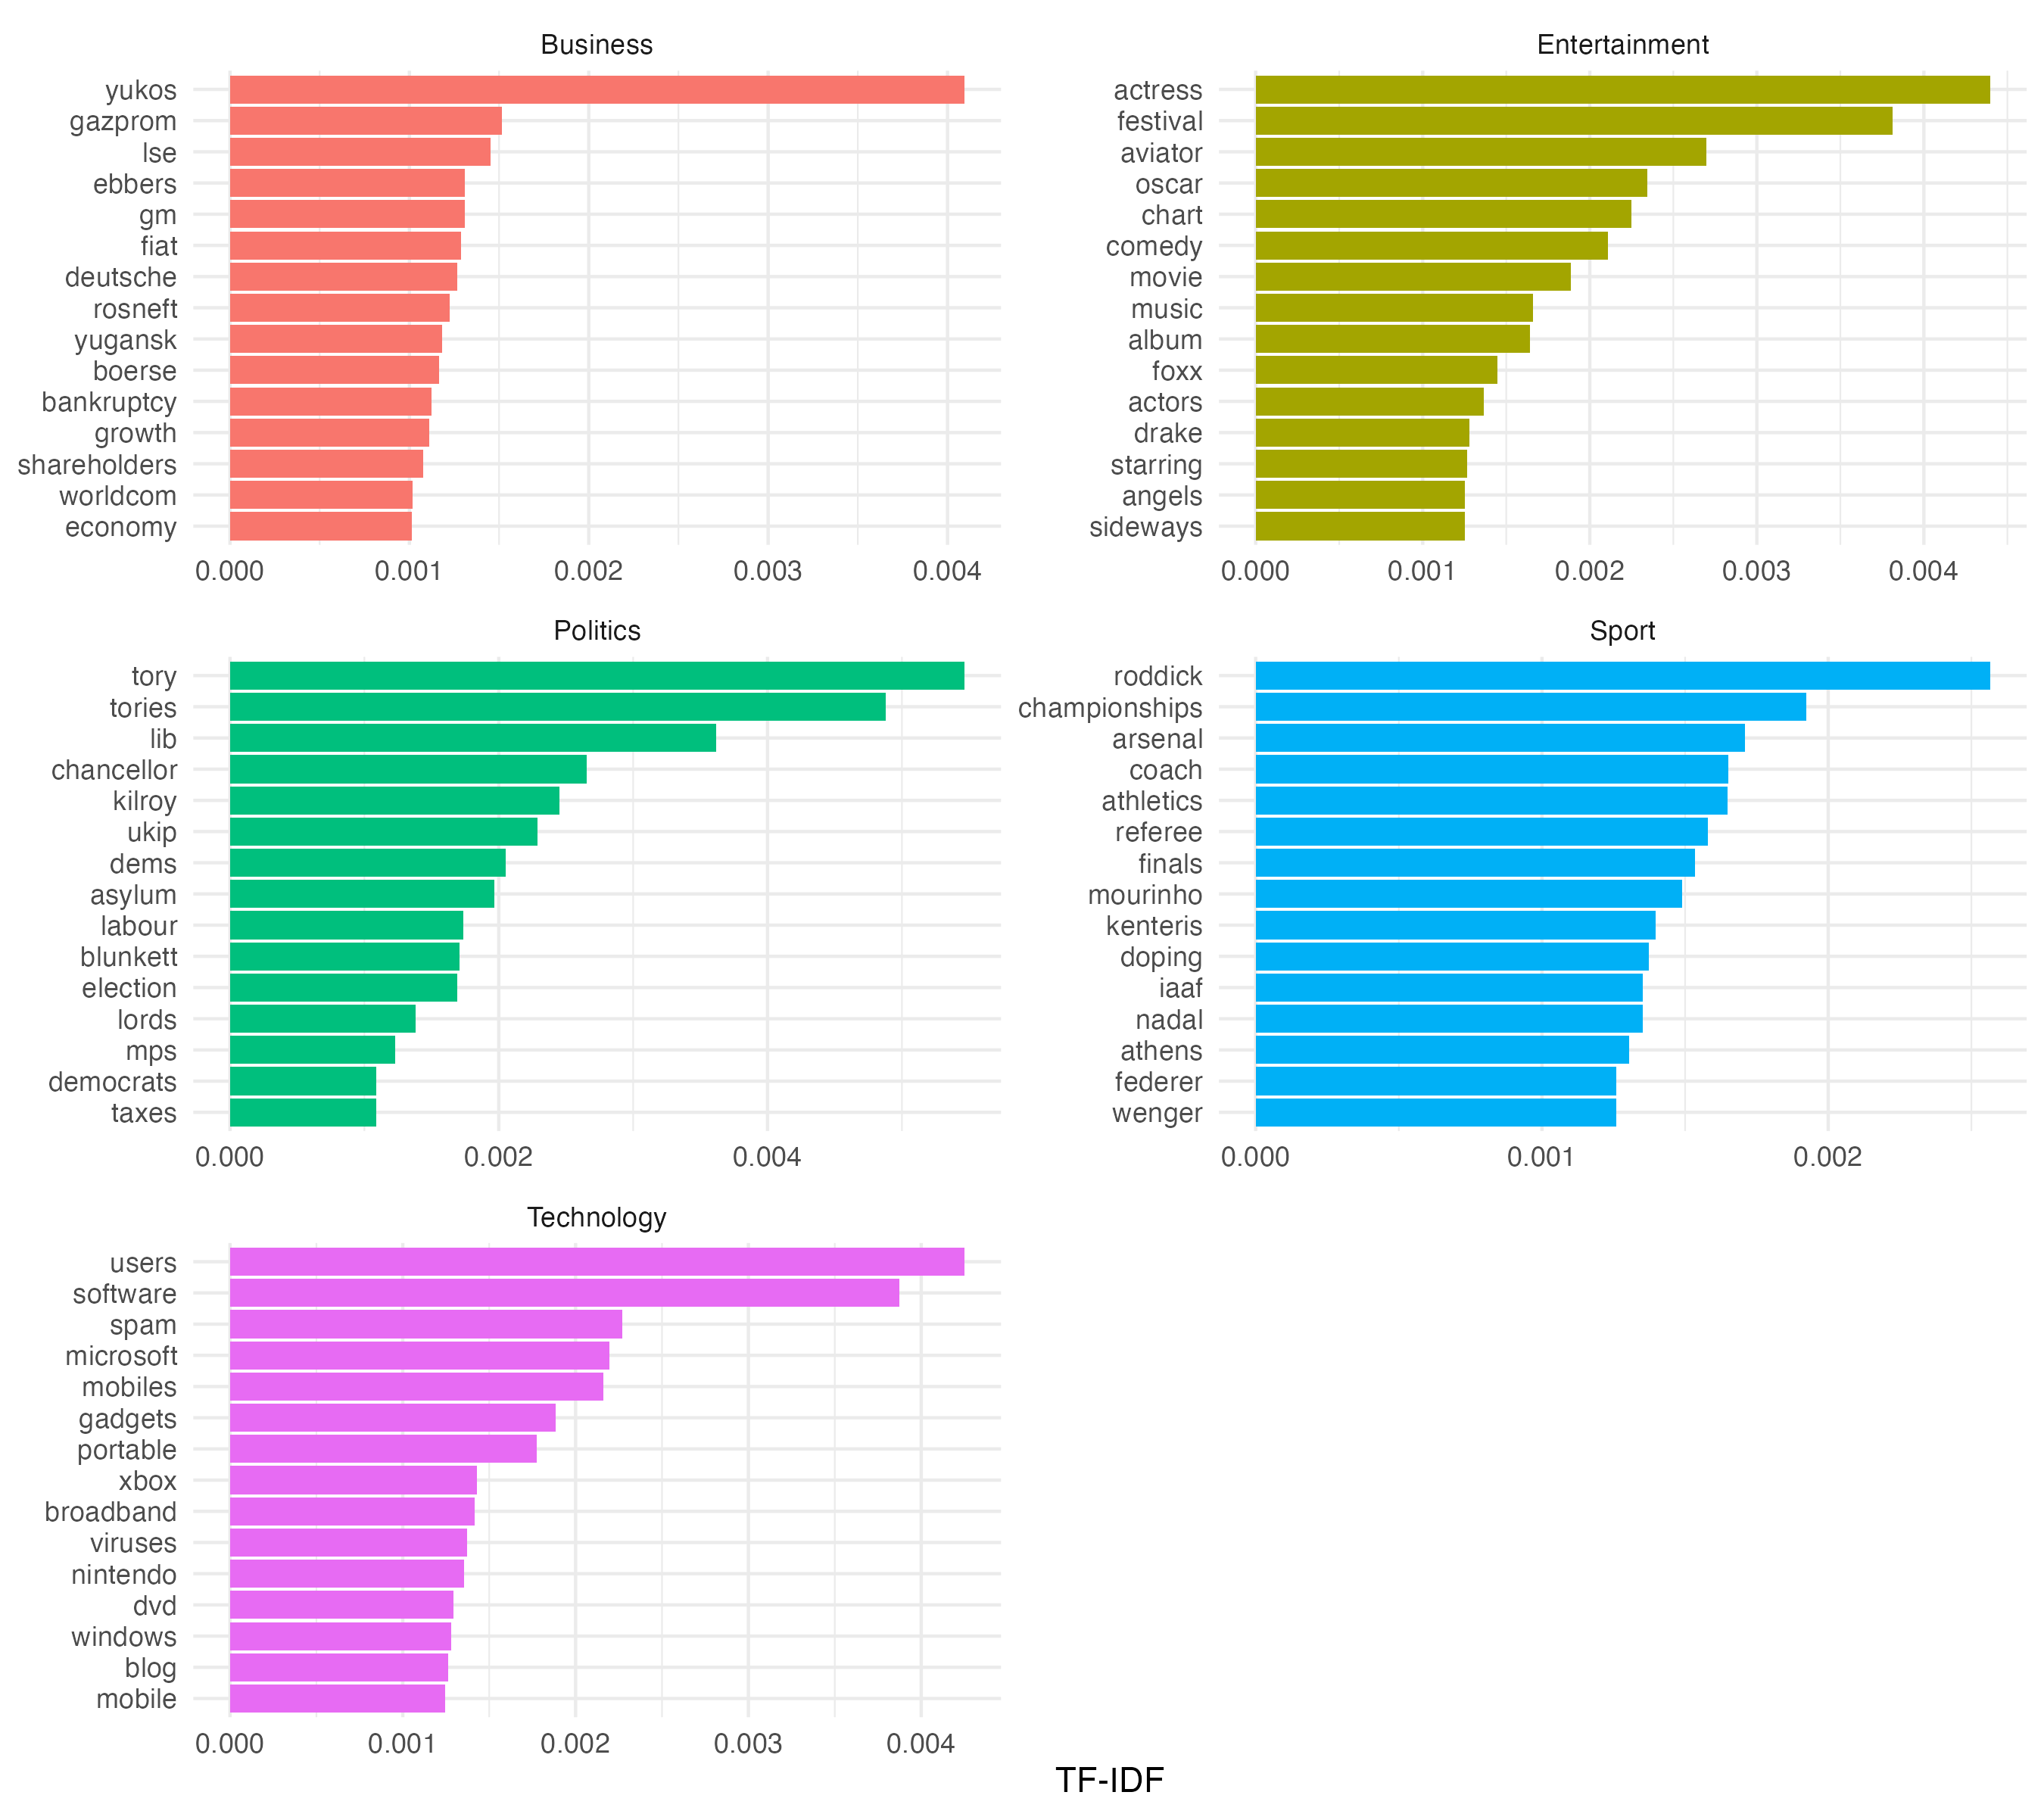 Business
yukos
gazprom
lse
ebbers
gm
fiat
deutsche
rosneft
yugansk
boerse
bankruptcy
growth
shareholders
worldcom
economy
0.000 0.001 0.002 0.003 0.004
Entertainment
actress
festival
aviator
oscar
chart
comedy
movie
music
album
foxx
actors
drake
starring
angels
sideways
0.000 0.001 0.002 0.003 0.004
Politics
tory
tories
lib
chancellor
kilroy
ukip
dems
asylum
labour
blunkett
election
lords
mps
democrats
taxes
0.000 0.002 0.004
Sport
roddick
championships
arsenal
coach
athletics
referee
finals
mourinho
kenteris
doping
iaaf
nadal
athens
federer
wenger
0.000 0.001 0.002
Technology
users
software
spam
microsoft
mobiles
gadgets
portable
xbox
broadband
viruses
nintendo
dvd
windows
blog
mobile
0.000 0.001 0.002 0.003 0.004
TF-IDF